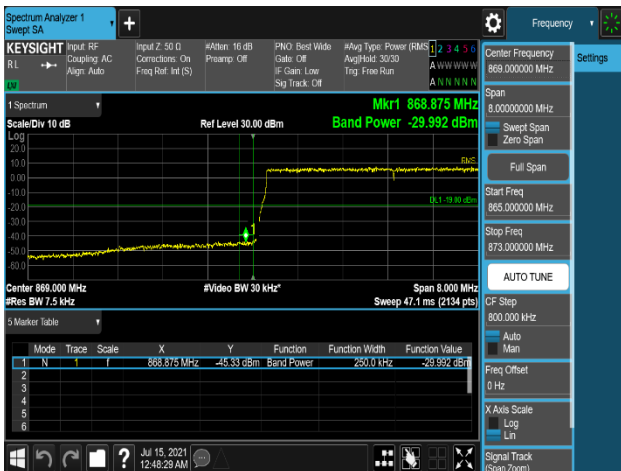 Spectrum Analyzer 1
Swept SA
Frequency
KEYSIGHT
RL
Input: RF
Coupling: AC
Align: Auto
Input Z: 50 Ω
Corrections: On
Freq Ref: Int (S)
#Atten: 16 dB
Preamp: Off
PNO: Best Wide
Gate: Off
IF Gain: Low
Sig Track: Off
#Avg Type: Power (RMS
Avg|Hold: 30/30
Trig: Free Run
1 2 3 4 5 6
A W W W W W
A N N N N N
1 Spectrum
Scale/Div 10 dB
Ref Level 30.00 dBm
Mkr1 868.875 MHz
Band Power -29.992 dBm
Log
20.0
10.0
0.00
-10.0
-20.0
-30.0
-40.0
-50.0
-60.0
RMS
DL1 -19.00 dBm
1
Center 869.000 MHz
#Res BW 7.5 kHz
#Video BW 30 kHz*
Span 8.000 MHz
Sweep 47.1 ms (2134 pts)
5 Marker Table
Mode Trace Scale X Y Function Function Width Function Value
1 N 1 f 868.875 MHz -45.33 dBm Band Power 250.0 kHz -29.992 dBm
2
3
4
5
6
Jul 15, 2021
12:48:29 AM
Center Frequency
869.000000 MHz
Span
8.00000000 MHz
Swept Span
Zero Span
Full Span
Start Freq
865.000000 MHz
Stop Freq
873.000000 MHz
AUTO TUNE
CF Step
800.000 kHz
Auto
Man
Freq Offset
0 Hz
X Axis Scale
Log
Lin
Signal Track
(Span Zoom)
Settings